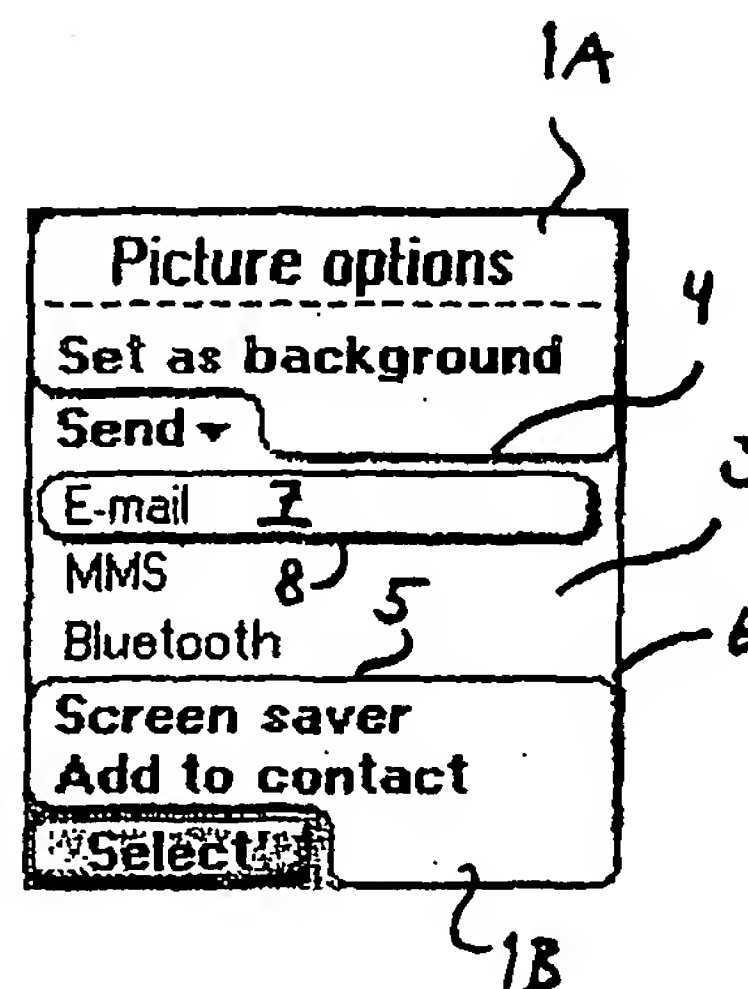 1A
Picture options
Set as background
4
Send
3
E-mail 7
MMS 8 5
Bluetooth
6
Screen saver
Add to contact
Select
1B